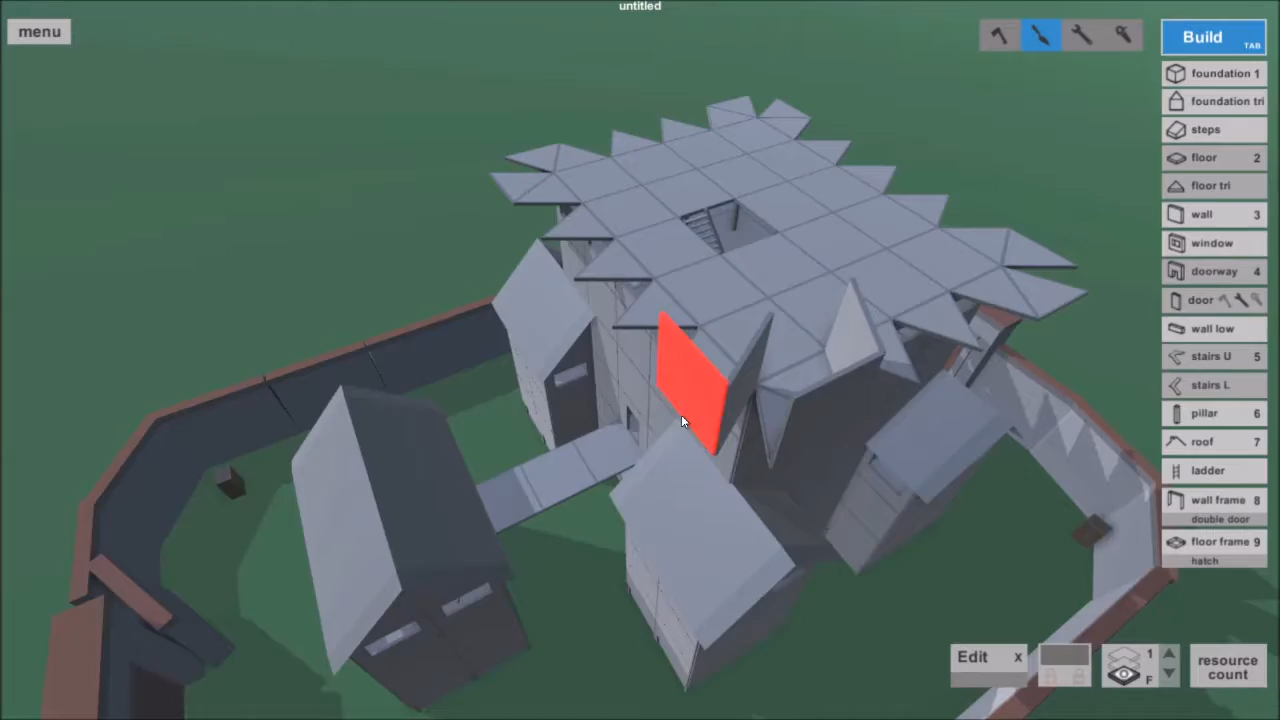 untitled
menu
Build
TAB
foundation 1
foundation tri
steps
floor 2
floor tri
wall 3
window
doorway 4
door
wall low
stairs U 5
stairs L
pillar 6
roof 7
ladder
wall frame 8
double door
floor frame 9
hatch
Edit X
1
F
resource
count